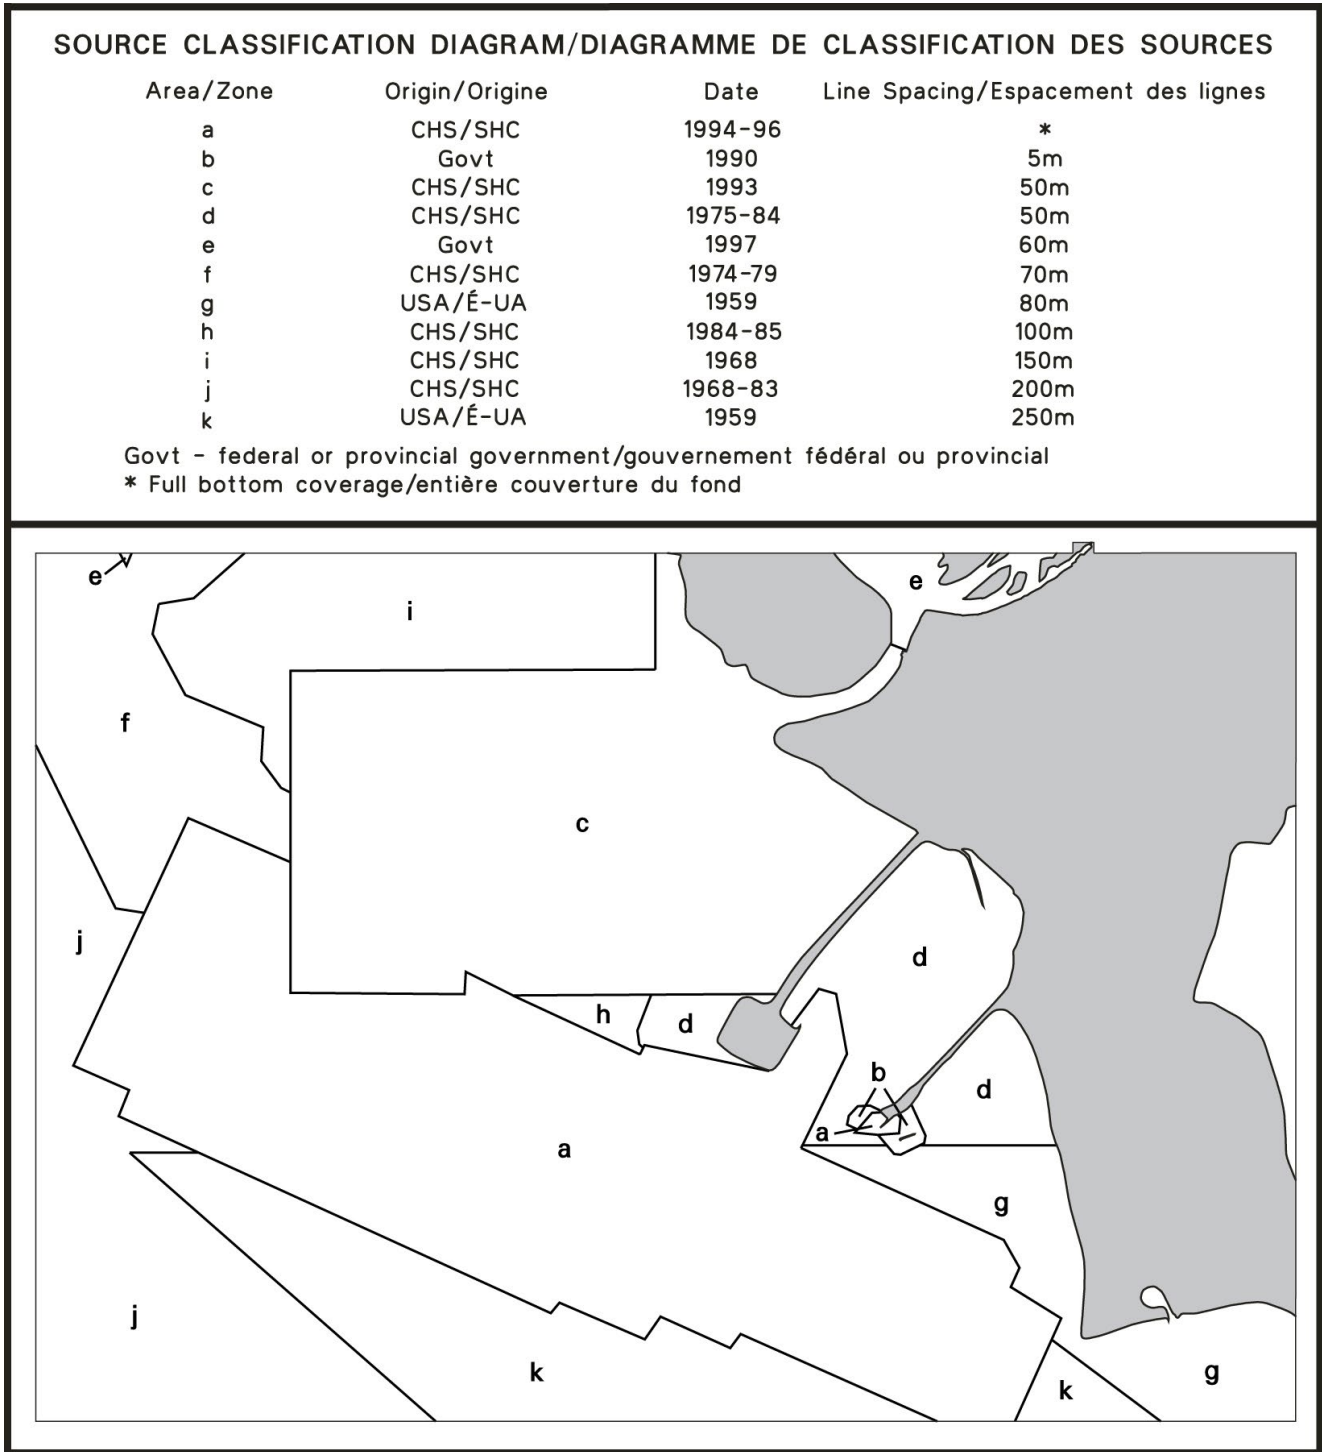 SOURCE CLASSIFICATION DIAGRAM/DIAGRAMME DE CLASSIFICATION DES SOURCES
Area/Zone Origin/Origine Date Line Spacing/Espacement des lignes
a CHS/SHC 1994-96 *
b Govt 1990 5m
c CHS/SHC 1993 50m
d CHS/SHC 1975-84 50m
e Govt 1997 60m
f CHS/SHC 1974-79 70m
g USA/É-UA 1959 80m
h CHS/SHC 1984-85 100m
i CHS/SHC 1968 150m
j CHS/SHC 1968-83 200m
k USA/É-UA 1959 250m
Govt - federal or provincial government/gouvernement fédéral ou provincial
* Full bottom coverage/entière couverture du fond
e
e
i
f
c
j
d
h
d
b
d
a
a
g
j
k
g
k